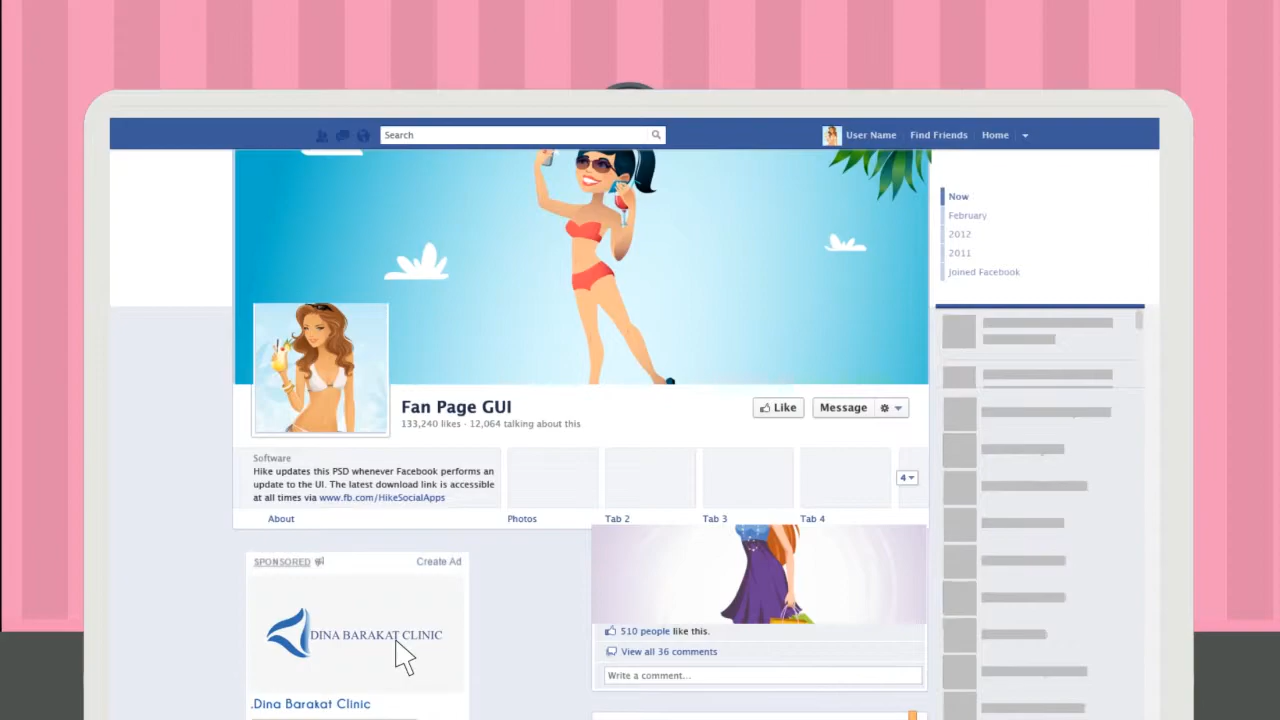 Search
User Name Find Friends Home
Now
February
2012
2011
Joined Facebook
Fan Page GUI
133,240 likes · 12,064 talking about this
Like
Message
Software
Hike updates this PSD whenever Facebook performs an
update to the UI. The latest download link is accessible
at all times via www.fb.com/HikeSocialApps
4
About
Photos
Tab 2
Tab 3
Tab 4
SPONSORED
Create Ad
DINA BARAKAT CLINIC
.Dina Barakat Clinic
510 people like this.
View all 36 comments
Write a comment...